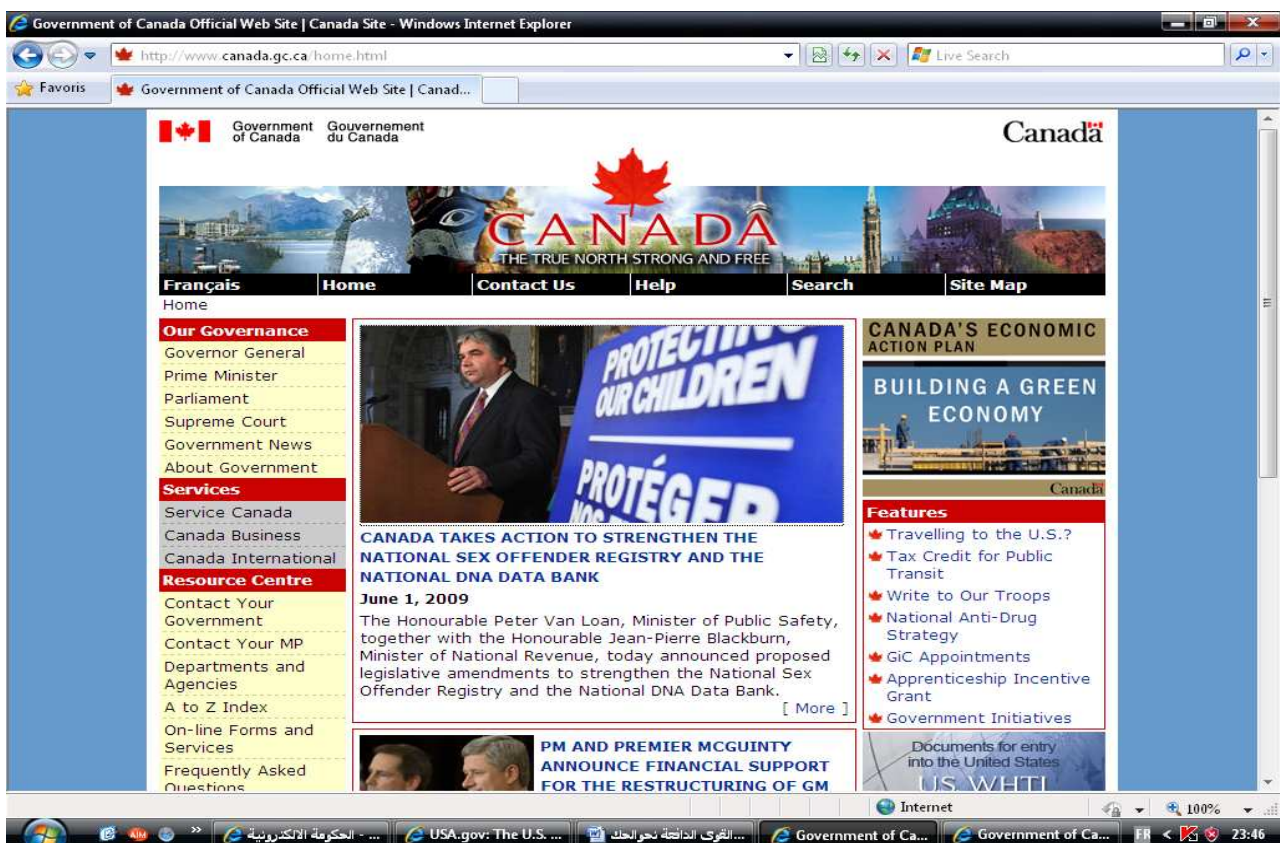 Government of Canada Official Web Site | Canada Site - Windows Internet Explorer
http://www.canada.gc.ca/home.html
Live Search
Favoris
Government of Canada Official Web Site | Canad...
Government of Canada
Gouvernement du Canada
Canada
CANADA
THE TRUE NORTH STRONG AND FREE
Français Home Contact Us Help Search Site Map
Home
Our Governance
Governor General
Prime Minister
Parliament
Supreme Court
Government News
About Government
Services
Service Canada
Canada Business
Canada International
Resource Centre
Contact Your
Government
Contact Your MP
Departments and
Agencies
A to Z Index
On-line Forms and
Services
Frequently Asked
Questions
PROTECTING
OUR CHILDREN
PROTÉGER
NOS
CANADA TAKES ACTION TO STRENGTHEN THE
NATIONAL SEX OFFENDER REGISTRY AND THE
NATIONAL DNA DATA BANK
June 1, 2009
The Honourable Peter Van Loan, Minister of Public Safety,
together with the Honourable Jean-Pierre Blackburn,
Minister of National Revenue, today announced proposed
legislative amendments to strengthen the National Sex
Offender Registry and the National DNA Data Bank.
[ More ]
PM AND PREMIER MCGUINTY
ANNOUNCE FINANCIAL SUPPORT
FOR THE RESTRUCTURING OF GM
CANADA'S ECONOMIC
ACTION PLAN
BUILDING A GREEN
ECONOMY
Canada
Features
Travelling to the U.S.?
Tax Credit for Public
Transit
Write to Our Troops
National Anti-Drug
Strategy
GiC Appointments
Apprenticeship Incentive
Grant
Government Initiatives
Documents for entry
into the United States
US WHTI
Internet
100%
... - الحكومة الالكترونية
USA.gov: The U.S. ...
القوى الدافعة نحوالحك...
Government of Ca...
Government of Ca...
FR
23:46